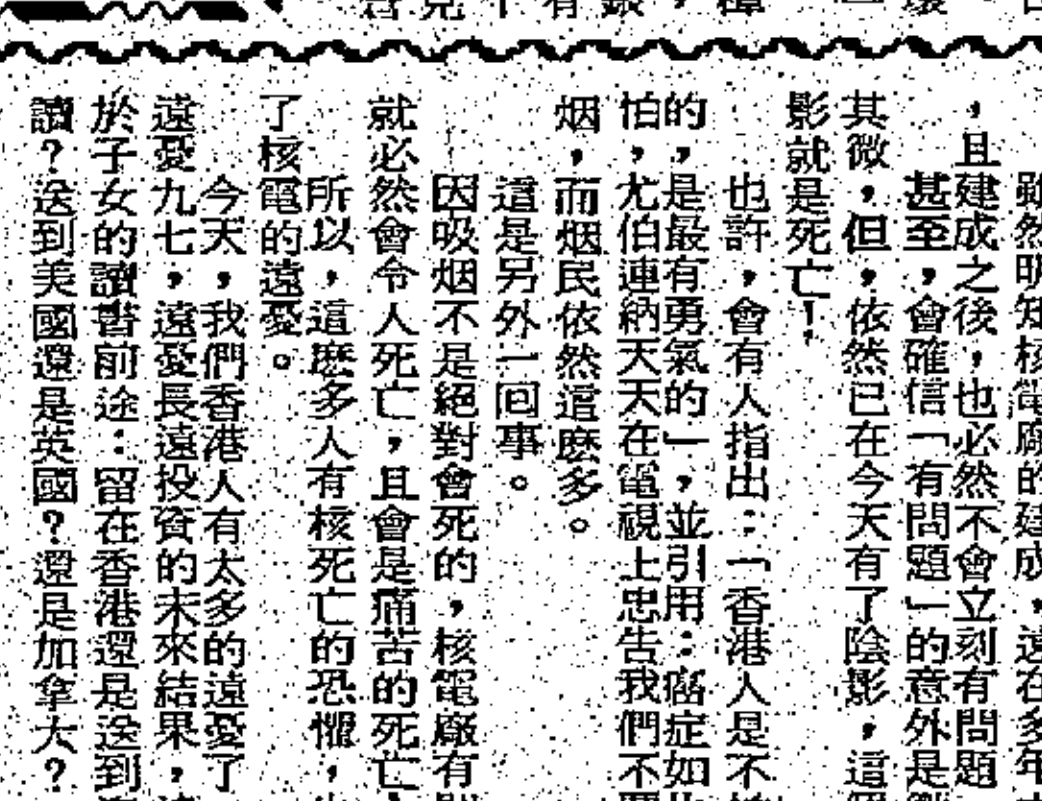 雖然明知核電廠的建成，遠在多年
，且建成之後，也必然不會立刻有問題
甚至，會確信「有問題」的意外是
其微，但，依然已在今天有了陰影，這
影就是死亡！
也許，會有人指出：「香港人是不
的，是最有勇氣的」，並引用：癌症如
怕，尤伯連納天天在電視上忠告我們不
烟，而烟民依然這麽多。
這是另外一回事。
因吸烟不是絕對會死的，核電廠有
就必然會令人死亡，且會是痛苦的死亡
所以，這麽多人有核死亡的恐懼，
了核電的遠憂。
今天，我們香港人有太多的遠憂了
遠憂九七，遠憂長遠投資的未來結果，
於子女的讀書前途：留在香港還是送到
讀？送到美國還是英國？還是加拿大？